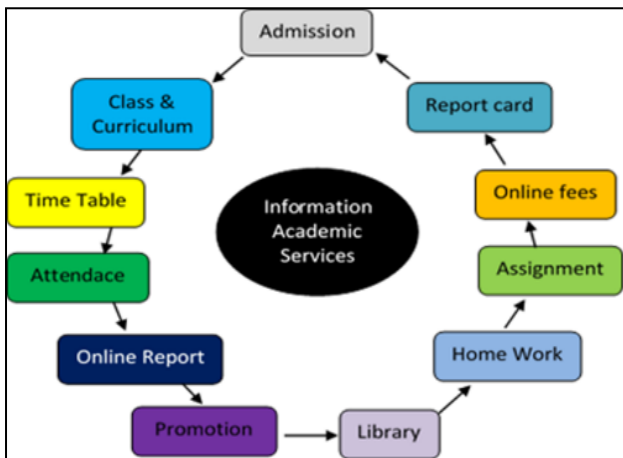 Admission
Class &
Curriculum
Report card
Time Table
Information
Academic
Services
Online fees
Attendace
Assignment
Online Report
Home Work
Promotion
Library